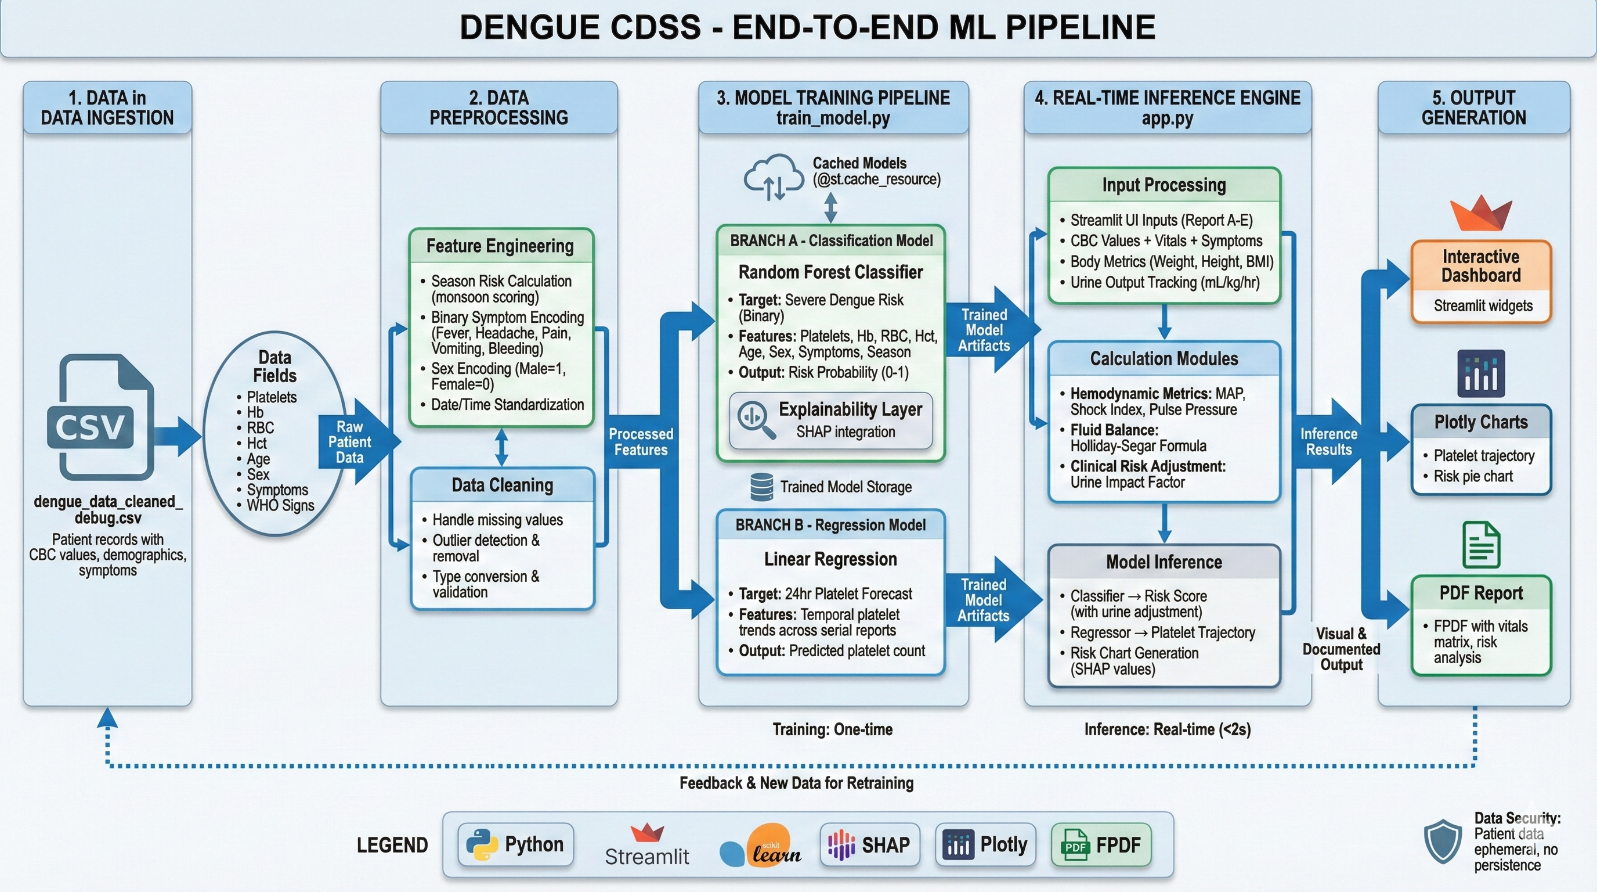 DENGUE CDSS - END-TO-END ML PIPELINE
1. DATA in
DATA INGESTION
CSV
dengue_data_cleaned_
debug.csv
Patient records with
CBC values, demographics,
symptoms
Data
Fields
• Platelets
• Hb
• RBC
• Hct
• Age
• Sex
• Symptoms
• WHO Signs
Raw
Patient
Data
2. DATA
PREPROCESSING
Feature Engineering
• Season Risk Calculation
(monsoon scoring)
• Binary Symptom Encoding
(Fever, Headache, Pain,
Vomiting, Bleeding)
• Sex Encoding (Male=1,
Female=0)
• Date/Time Standardization
Data Cleaning
• Handle missing values
• Outlier detection &
removal
• Type conversion &
validation
Processed
Features
3. MODEL TRAINING PIPELINE
train_model.py
Cached Models
(@st.cache_resource)
BRANCH A - Classification Model
Random Forest Classifier
• Target: Severe Dengue Risk
(Binary)
• Features: Platelets, Hb, RBC, Hct,
Age, Sex, Symptoms, Season
• Output: Risk Probability (0-1)
Explainability Layer
SHAP integration
Trained Model Storage
BRANCH B - Regression Model
Linear Regression
• Target: 24hr Platelet Forecast
• Features: Temporal platelet
trends across serial reports
• Output: Predicted platelet count
Training: One-time
Trained
Model
Artifacts
Trained
Model
Artifacts
4. REAL-TIME INFERENCE ENGINE
app.py
Input Processing
• Streamlit UI Inputs (Report A-E)
• CBC Values + Vitals + Symptoms
• Body Metrics (Weight, Height, BMI)
• Urine Output Tracking (mL/kg/hr)
Calculation Modules
• Hemodynamic Metrics: MAP,
Shock Index, Pulse Pressure
• Fluid Balance:
Holliday-Segar Formula
• Clinical Risk Adjustment:
Urine Impact Factor
Model Inference
• Classifier → Risk Score
(with urine adjustment)
• Regressor → Platelet Trajectory
• Risk Chart Generation
(SHAP values)
Inference: Real-time (<2s)
Inference
Results
Visual &
Documented
Output
5. OUTPUT
GENERATION
Interactive
Dashboard
Streamlit widgets
Plotly Charts
• Platelet trajectory
• Risk pie chart
PDF Report
• FPDF with vitals
matrix, risk
analysis
Feedback & New Data for Retraining
LEGEND
Python
Streamlit
scikit
learn
SHAP
Plotly
PDF
FPDF
Data Security:
Patient data
ephemeral, no
persistence